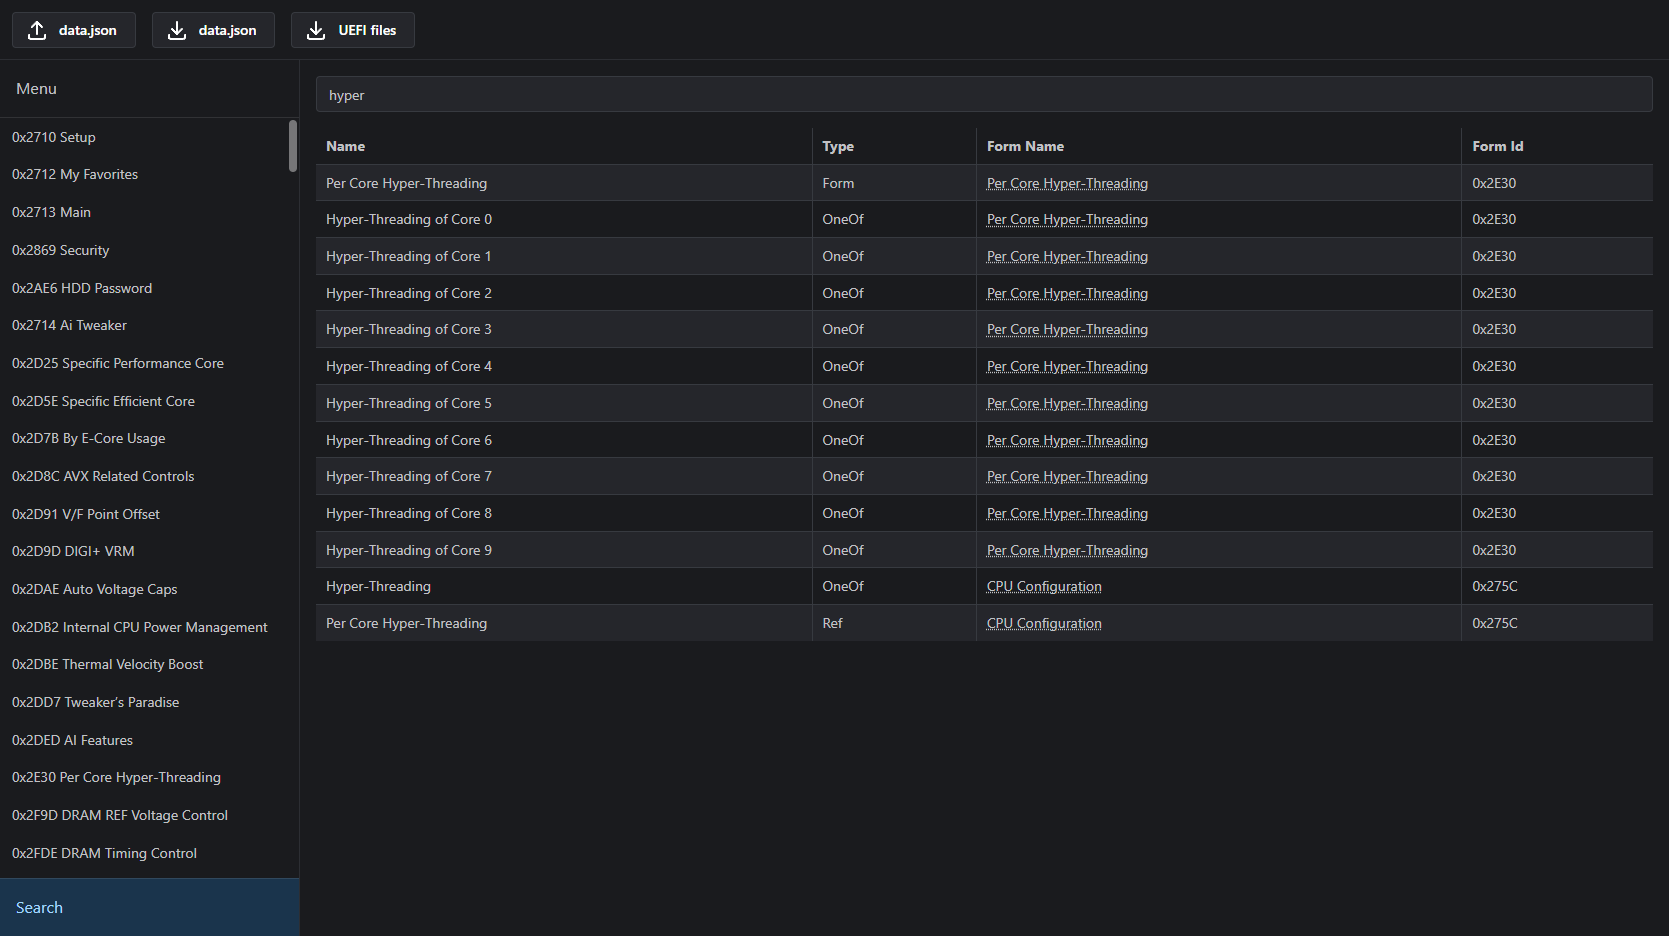 data.json data.json UEFI files
Menu
0x2710 Setup
0x2712 My Favorites
0x2713 Main
0x2869 Security
0x2AE6 HDD Password
0x2714 Ai Tweaker
0x2D25 Specific Performance Core
0x2D5E Specific Efficient Core
0x2D7B By E-Core Usage
0x2D8C AVX Related Controls
0x2D91 V/F Point Offset
0x2D9D DIGI+ VRM
0x2DAE Auto Voltage Caps
0x2DB2 Internal CPU Power Management
0x2DBE Thermal Velocity Boost
0x2DD7 Tweaker's Paradise
0x2DED AI Features
0x2E30 Per Core Hyper-Threading
0x2F9D DRAM REF Voltage Control
0x2FDE DRAM Timing Control
Search
hyper
Name Type Form Name Form Id
Per Core Hyper-Threading Form Per Core Hyper-Threading 0x2E30
Hyper-Threading of Core 0 OneOf Per Core Hyper-Threading 0x2E30
Hyper-Threading of Core 1 OneOf Per Core Hyper-Threading 0x2E30
Hyper-Threading of Core 2 OneOf Per Core Hyper-Threading 0x2E30
Hyper-Threading of Core 3 OneOf Per Core Hyper-Threading 0x2E30
Hyper-Threading of Core 4 OneOf Per Core Hyper-Threading 0x2E30
Hyper-Threading of Core 5 OneOf Per Core Hyper-Threading 0x2E30
Hyper-Threading of Core 6 OneOf Per Core Hyper-Threading 0x2E30
Hyper-Threading of Core 7 OneOf Per Core Hyper-Threading 0x2E30
Hyper-Threading of Core 8 OneOf Per Core Hyper-Threading 0x2E30
Hyper-Threading of Core 9 OneOf Per Core Hyper-Threading 0x2E30
Hyper-Threading OneOf CPU Configuration 0x275C
Per Core Hyper-Threading Ref CPU Configuration 0x275C